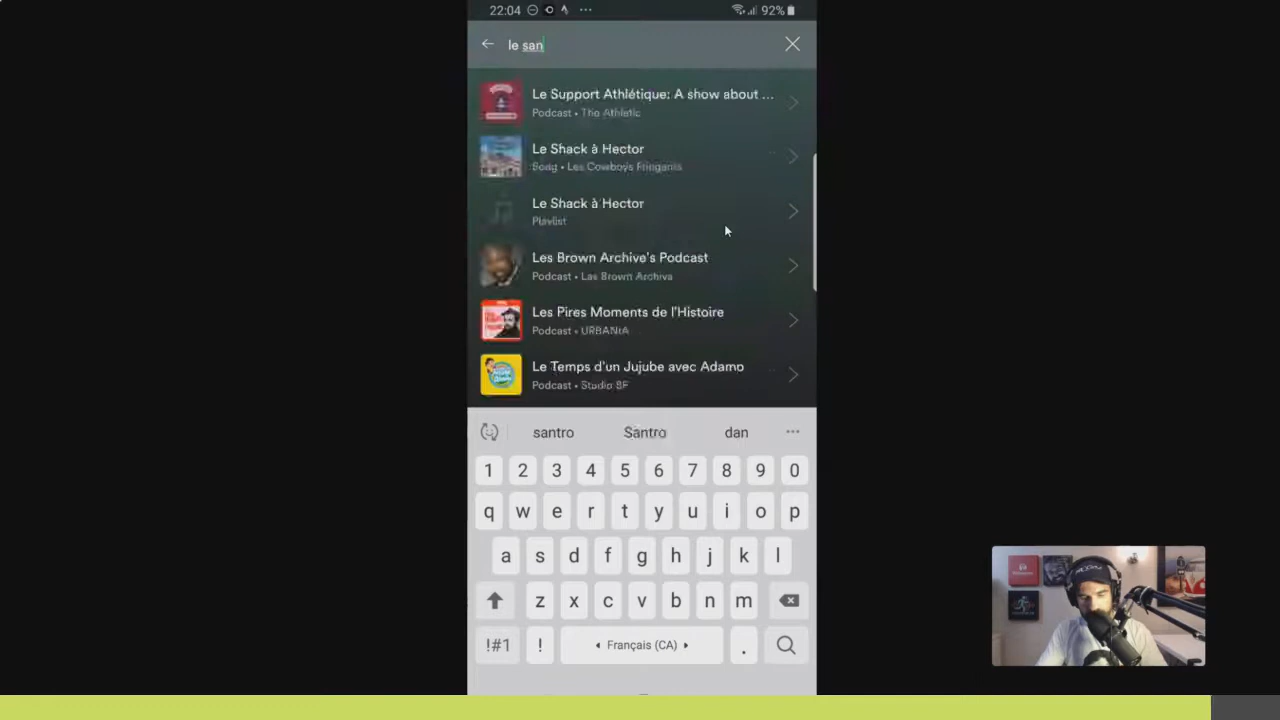 22:04 ... 92%
le san
Le Support Athlétique: A show about ...
Podcast • The Athletic
Le Shack à Hector
Song • Les Cowboys Fringants
Le Shack à Hector
Playlist
Les Brown Archive's Podcast
Podcast • Les Brown Archive
Les Pires Moments de l'Histoire
Podcast • URBANIA
Le Temps d'un Jujube avec Adamo
Podcast • Studio SF
santro Santro dan ...
1 2 3 4 5 6 7 8 9 0
q w e r t y u i o p
a s d f g h j k l
z x c v b n m
!#1 ! Français (CA) .